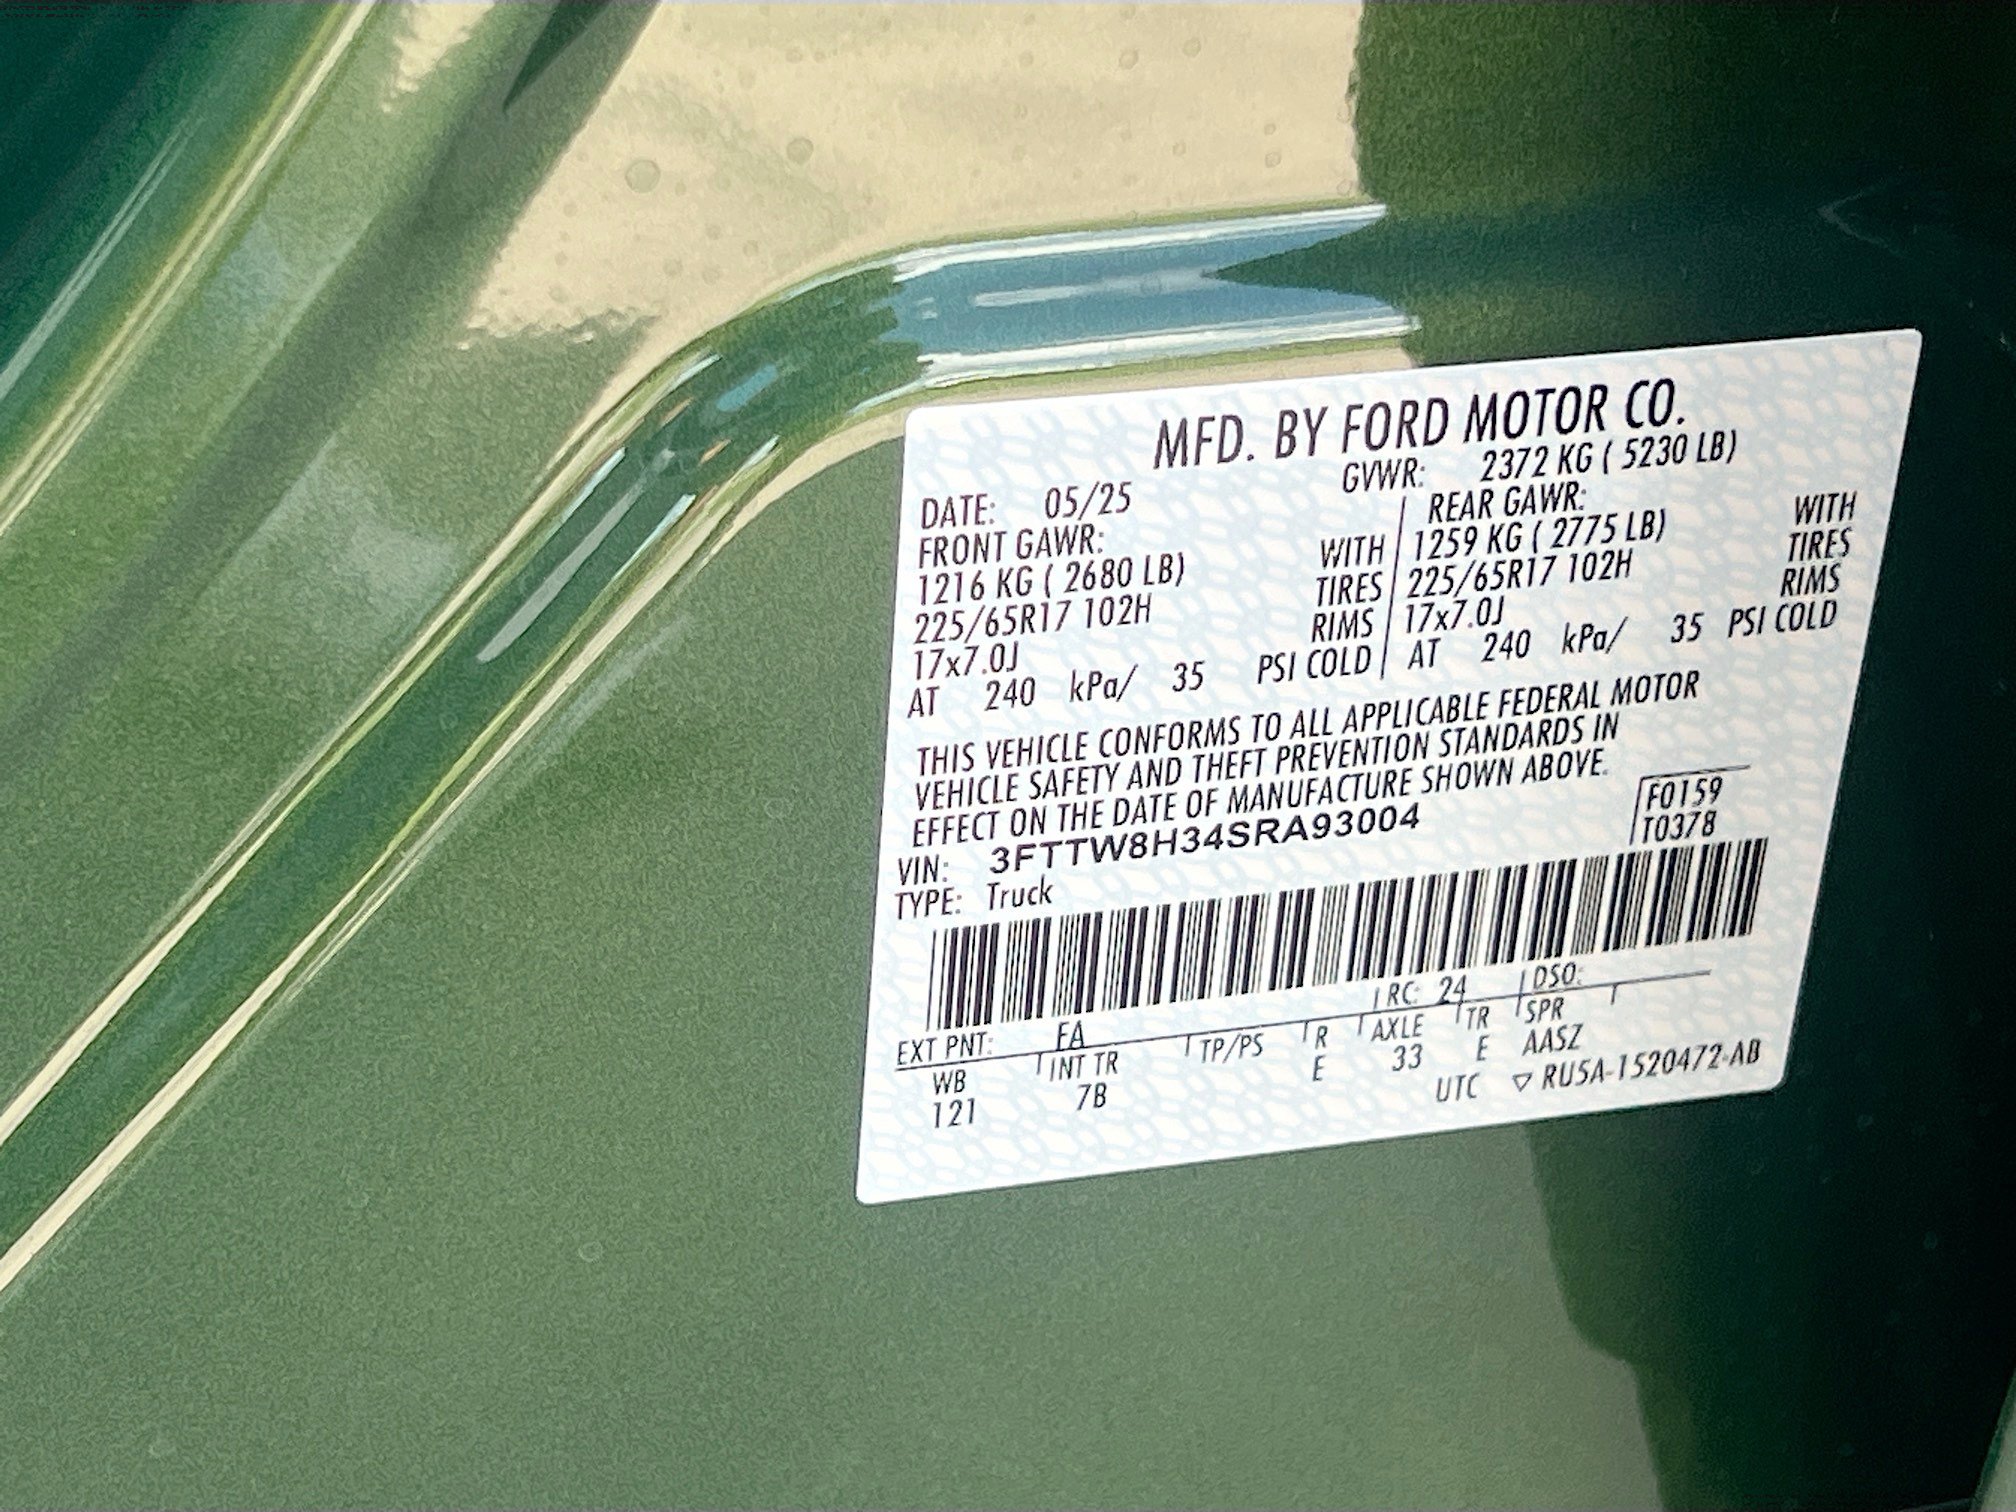 MFD. BY FORD MOTOR CO.
DATE: 05/25 GVWR: 2372 KG ( 5230 LB)
FRONT GAWR: REAR GAWR:
1216 KG ( 2680 LB) WITH 1259 KG ( 2775 LB) WITH
225/65R17 102H TIRES 225/65R17 102H TIRES
17x7.0J RIMS 17x7.0J RIMS
AT 240 kPa/ 35 PSI COLD AT 240 kPa/ 35 PSI COLD
THIS VEHICLE CONFORMS TO ALL APPLICABLE FEDERAL MOTOR
VEHICLE SAFETY AND THEFT PREVENTION STANDARDS IN
EFFECT ON THE DATE OF MANUFACTURE SHOWN ABOVE.
VIN: 3FTTW8H34SRA93004 F0159
TYPE: Truck T0378
EXT PNT: EA RC: 24 DSO:
WB INT TR TP/PS R AXLE TR SPR
121 7B E 33 E AASZ
UTC ▽ RU5A-1520472-AB